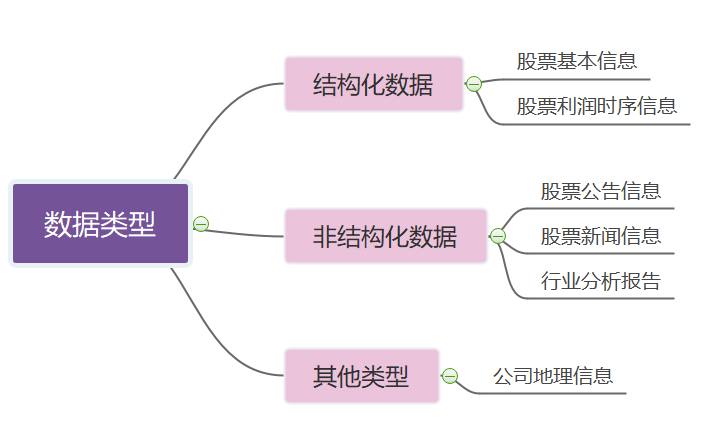 数据类型
结构化数据
股票基本信息
股票利润时序信息
非结构化数据
股票公告信息
股票新闻信息
行业分析报告
其他类型
公司地理信息